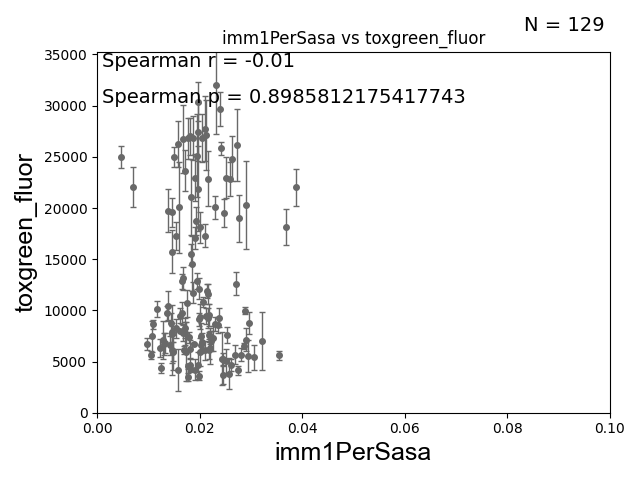 N = 129
imm1PerSasa vs toxgreen_fluor
Spearman r = -0.01
Spearman p = 0.8985812175417743
35000
30000
25000
20000
15000
10000
5000
0
toxgreen_fluor
0.00 0.02 0.04 0.06 0.08 0.10
imm1PerSasa